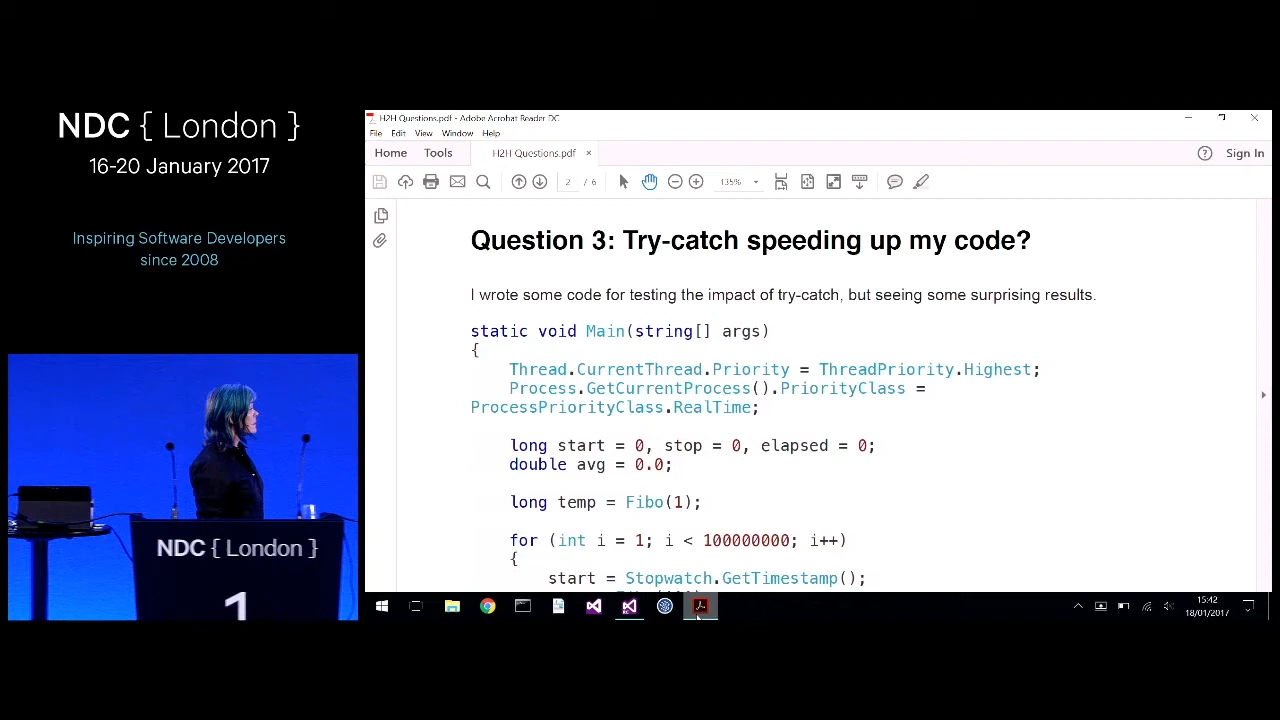 NDC { London }
16-20 January 2017
Inspiring Software Developers
since 2008
NDC { London }
1
H2H Questions.pdf - Adobe Acrobat Reader DC
File Edit View Window Help
Home Tools H2H Questions.pdf × Sign In
2 / 6 135%
Question 3: Try-catch speeding up my code?
I wrote some code for testing the impact of try-catch, but seeing some surprising results.
static void Main(string[] args)
{
Thread.CurrentThread.Priority = ThreadPriority.Highest;
Process.GetCurrentProcess().PriorityClass =
ProcessPriorityClass.RealTime;
long start = 0, stop = 0, elapsed = 0;
double avg = 0.0;
long temp = Fibo(1);
for (int i = 1; i < 100000000; i++)
{
start = Stopwatch.GetTimestamp();
15:42
18/01/2017